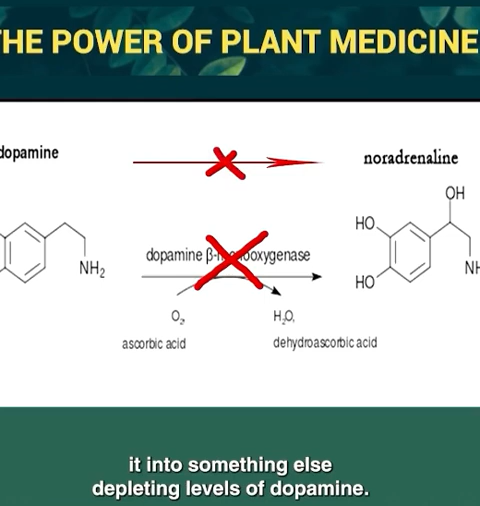 THE POWER OF PLANT MEDICINE
dopamine
noradrenaline
OH
HO
dopamine β-monooxygenase
NH₂
NH
HO
O₂
H₂O,
ascorbic acid
dehydroascorbic acid
it into something else
depleting levels of dopamine.